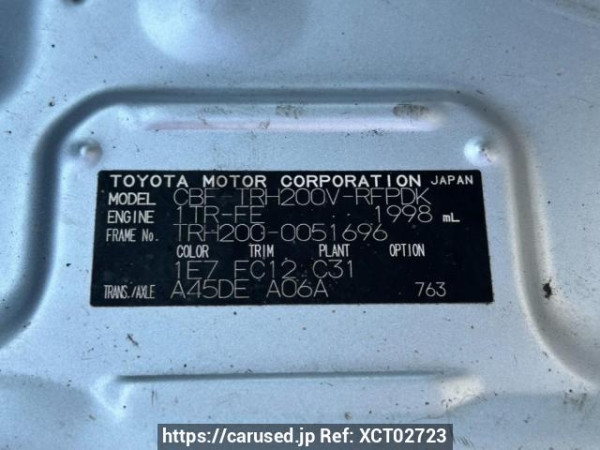 TOYOTA MOTOR CORPORATION JAPAN
MODEL CBF-TRH200V-RFPDK
ENGINE 1TR-FE 1998 mL
FRAME No. TRH200-0051696
COLOR TRIM PLANT OPTION
1E7 FC12 C31
TRANS./AXLE A45DE A06A 763
https://carused.jp Ref: XCT02723